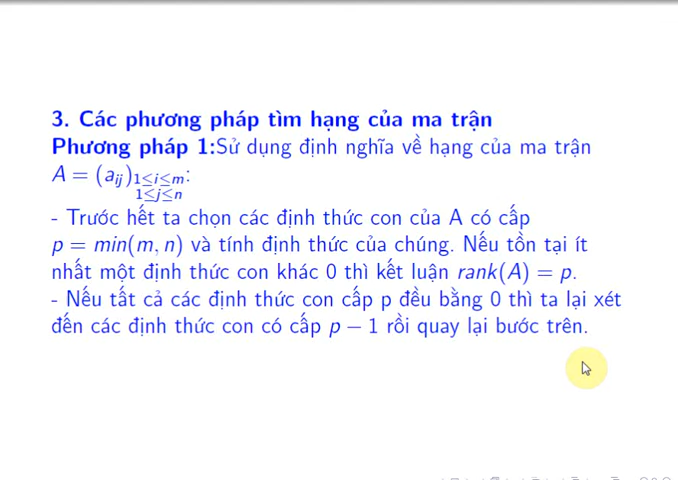 3. Các phương pháp tìm hạng của ma trận
Phương pháp 1:Sử dụng định nghĩa về hạng của ma trận
A = (a_{ij})_{1≤i≤m, 1≤j≤n}:
- Trước hết ta chọn các định thức con của A có cấp
p = min(m, n) và tính định thức của chúng. Nếu tồn tại ít
nhất một định thức con khác 0 thì kết luận rank(A) = p.
- Nếu tất cả các định thức con cấp p đều bằng 0 thì ta lại xét
đến các định thức con có cấp p − 1 rồi quay lại bước trên.